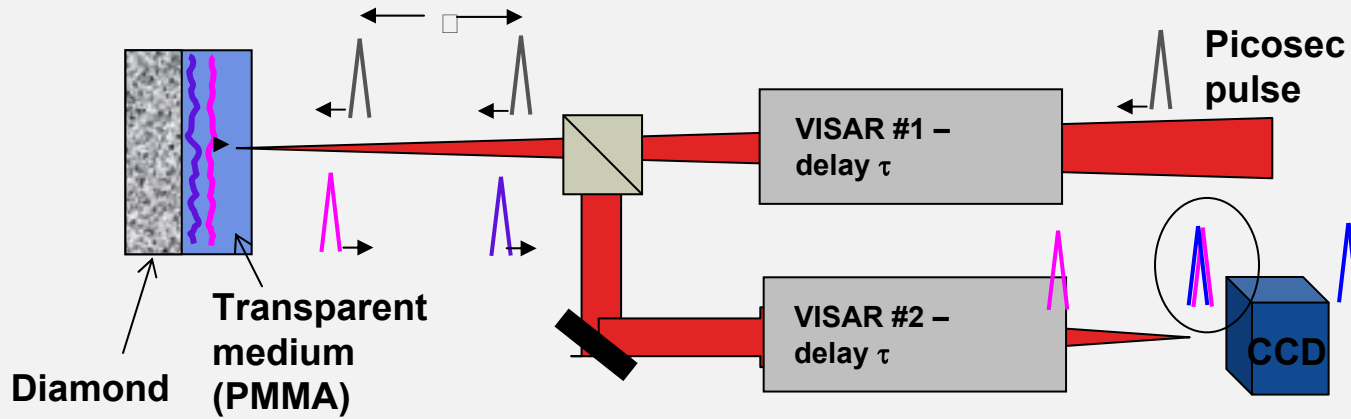 Picosec
pulse
VISAR #1 –
delay τ
Transparent
medium
(PMMA)
Diamond
VISAR #2 –
delay τ
CCD